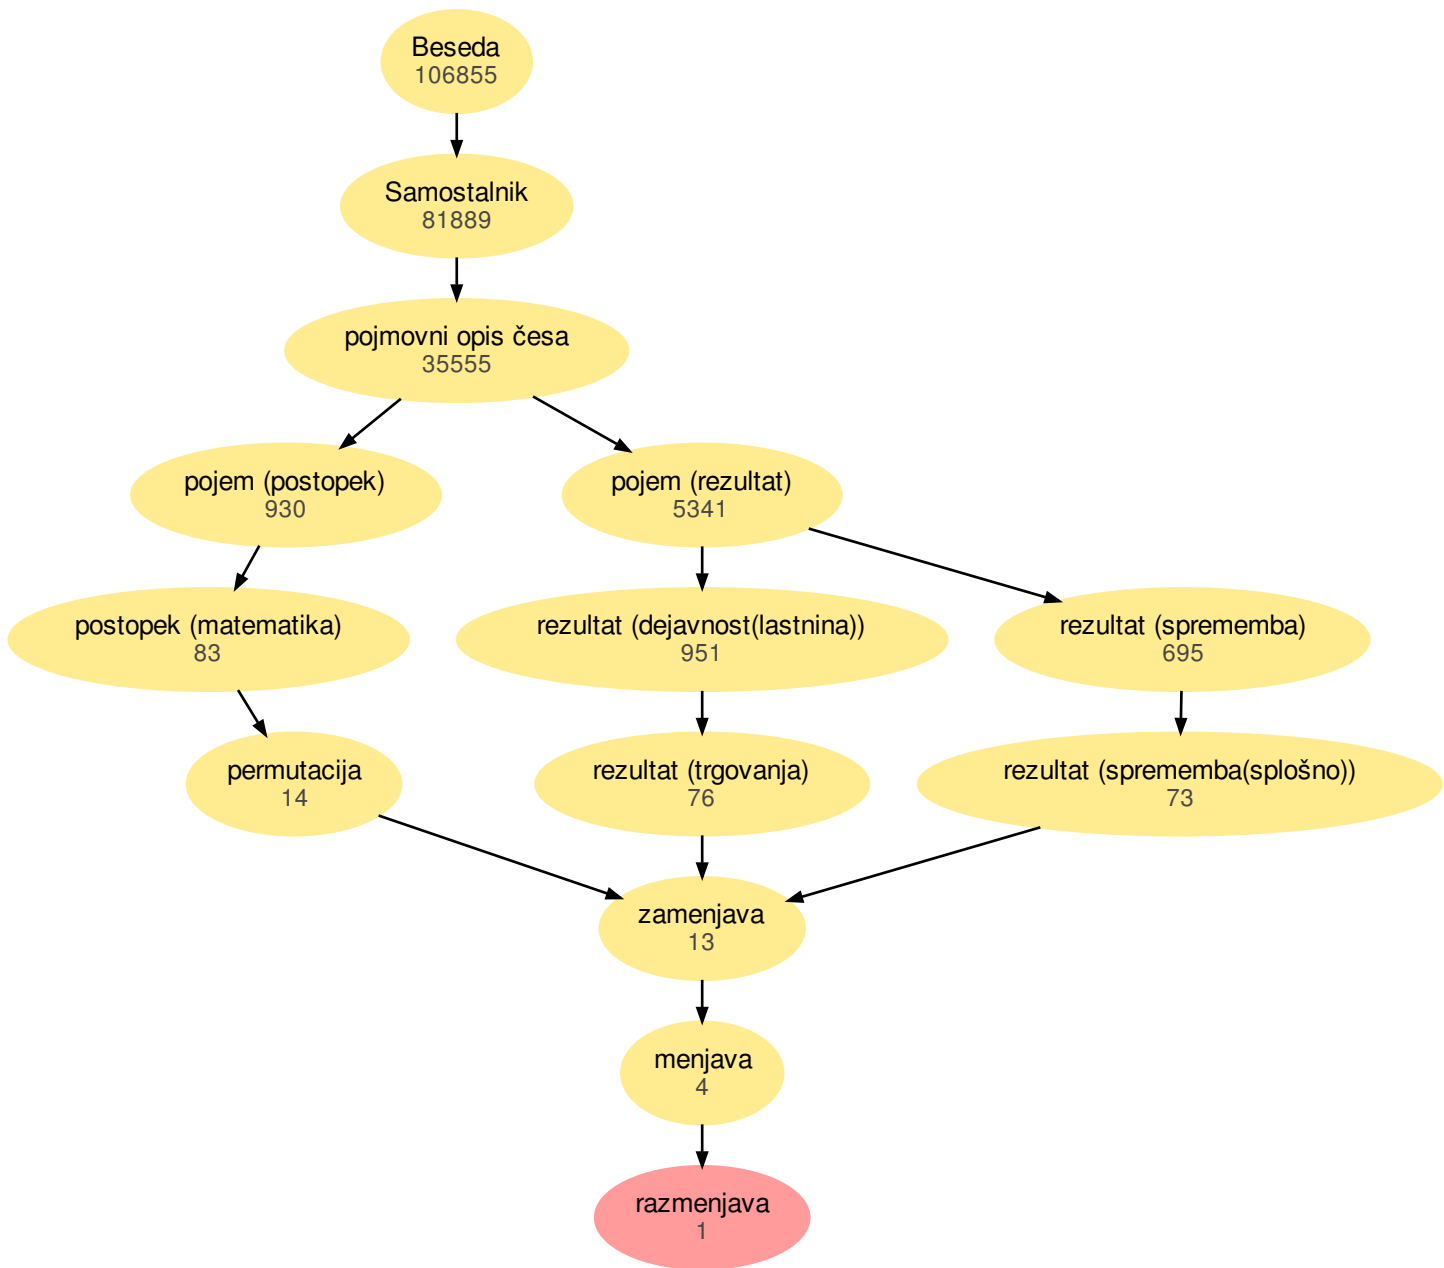 Beseda
106855
Samostalnik
81889
pojmovni opis česa
35555
pojem (postopek)
930
pojem (rezultat)
5341
postopek (matematika)
83
rezultat (dejavnost(lastnina))
951
rezultat (sprememba)
695
permutacija
14
rezultat (trgovanja)
76
rezultat (sprememba(splošno))
73
zamenjava
13
menjava
4
razmenjava
1